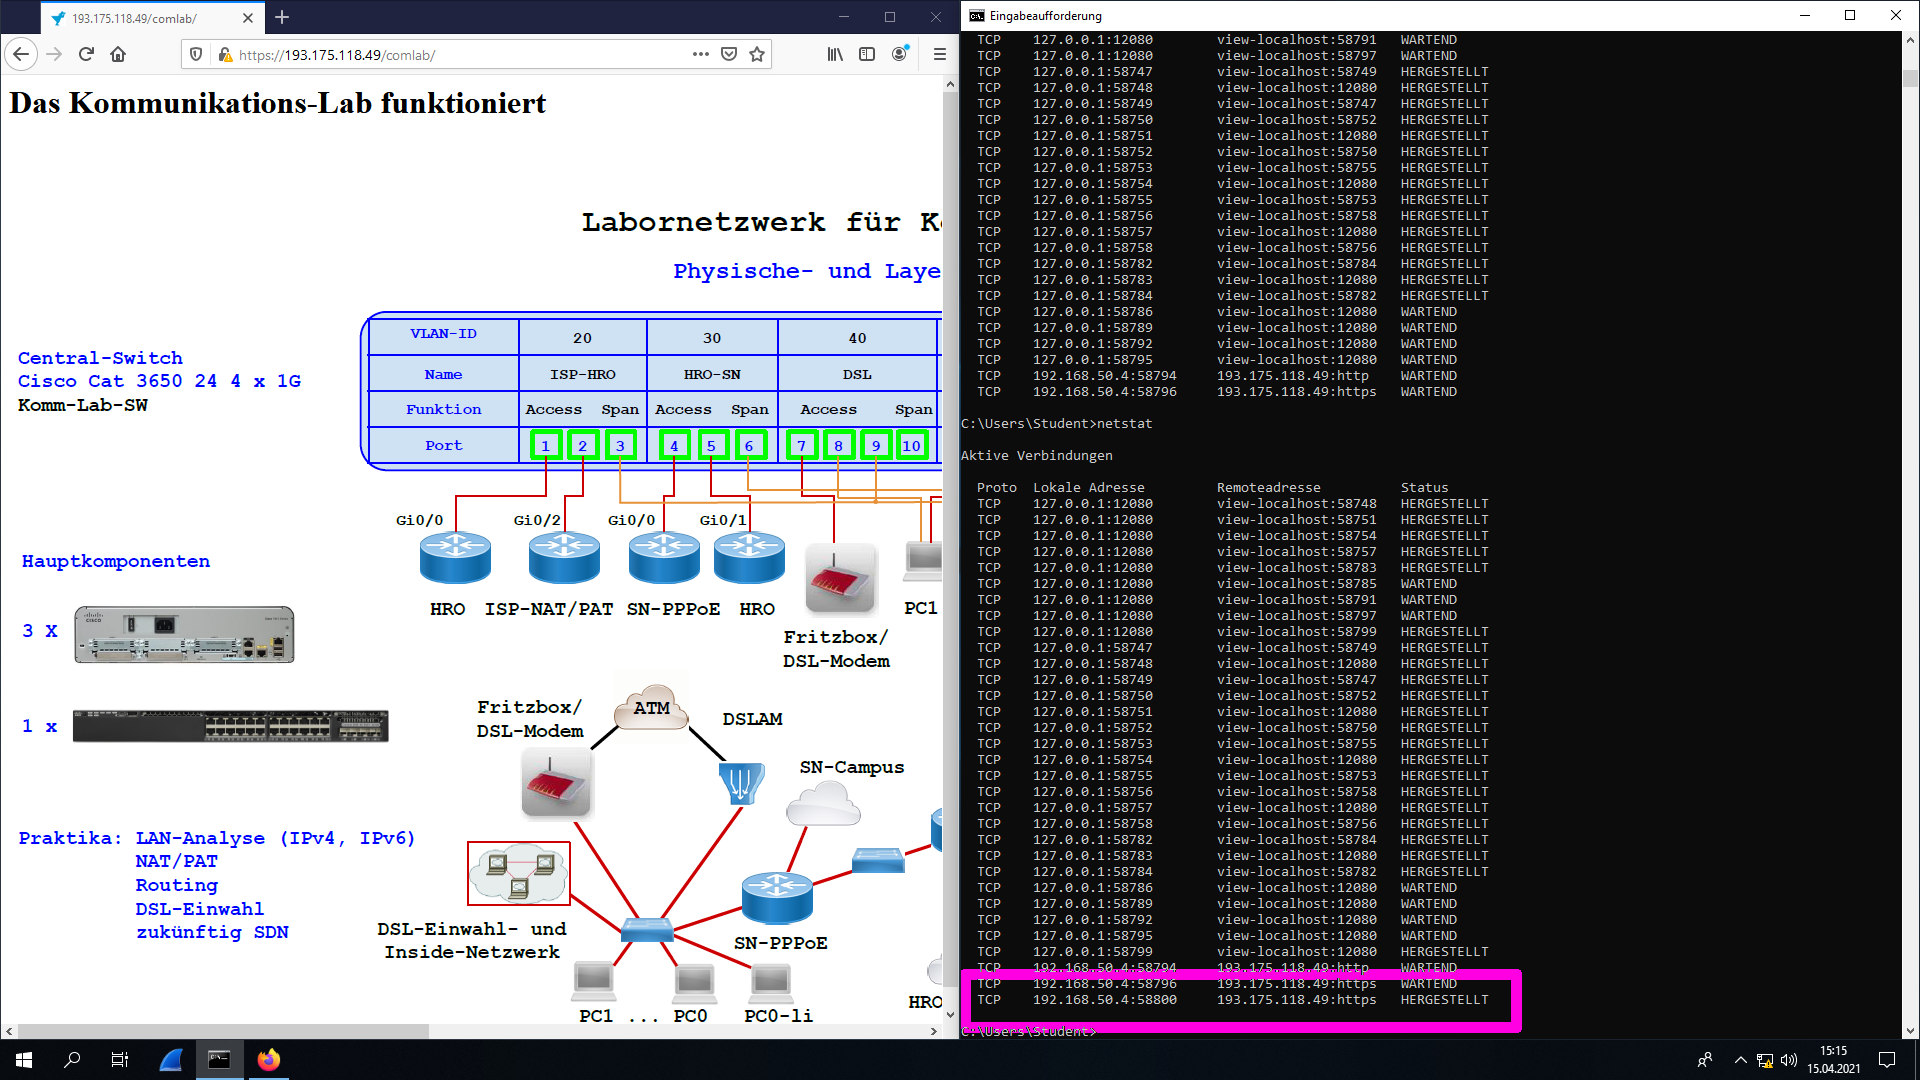 193.175.118.49/comlab/
https://193.175.118.49/comlab/
Das Kommunikations-Lab funktioniert
Labornetzwerk für K
Physische- und Laye
Central-Switch
Cisco Cat 3650 24 4 x 1G
Komm-Lab-SW
VLAN-ID 20 30 40
Name ISP-HRO HRO-SN DSL
Funktion Access Span Access Span Access Span
Port 1 2 3 4 5 6 7 8 9 10
Gi0/0 Gi0/2 Gi0/0 Gi0/1
Hauptkomponenten
HRO ISP-NAT/PAT SN-PPPoE HRO PC1
3 X
Fritzbox/
DSL-Modem
1 x
Fritzbox/
DSL-Modem
ATM
DSLAM
SN-Campus
Praktika: LAN-Analyse (IPv4, IPv6)
NAT/PAT
Routing
DSL-Einwahl
zukünftig SDN
DSL-Einwahl- und
Inside-Netzwerk
SN-PPPoE
HRO
PC1 ... PC0 PC0-li
Eingabeaufforderung
TCP 127.0.0.1:12080 view-localhost:58791 WARTEND
TCP 127.0.0.1:12080 view-localhost:58797 WARTEND
TCP 127.0.0.1:58747 view-localhost:58749 HERGESTELLT
TCP 127.0.0.1:58748 view-localhost:12080 HERGESTELLT
TCP 127.0.0.1:58749 view-localhost:58747 HERGESTELLT
TCP 127.0.0.1:58750 view-localhost:58752 HERGESTELLT
TCP 127.0.0.1:58751 view-localhost:12080 HERGESTELLT
TCP 127.0.0.1:58752 view-localhost:58750 HERGESTELLT
TCP 127.0.0.1:58753 view-localhost:58755 HERGESTELLT
TCP 127.0.0.1:58754 view-localhost:12080 HERGESTELLT
TCP 127.0.0.1:58755 view-localhost:58753 HERGESTELLT
TCP 127.0.0.1:58756 view-localhost:58758 HERGESTELLT
TCP 127.0.0.1:58757 view-localhost:12080 HERGESTELLT
TCP 127.0.0.1:58758 view-localhost:58756 HERGESTELLT
TCP 127.0.0.1:58782 view-localhost:58784 HERGESTELLT
TCP 127.0.0.1:58783 view-localhost:12080 HERGESTELLT
TCP 127.0.0.1:58784 view-localhost:58782 HERGESTELLT
TCP 127.0.0.1:58786 view-localhost:12080 WARTEND
TCP 127.0.0.1:58789 view-localhost:12080 WARTEND
TCP 127.0.0.1:58792 view-localhost:12080 WARTEND
TCP 127.0.0.1:58795 view-localhost:12080 WARTEND
TCP 192.168.50.4:58794 193.175.118.49:http WARTEND
TCP 192.168.50.4:58796 193.175.118.49:https WARTEND
C:\Users\Student>netstat
Aktive Verbindungen
Proto Lokale Adresse Remoteadresse Status
TCP 127.0.0.1:12080 view-localhost:58748 HERGESTELLT
TCP 127.0.0.1:12080 view-localhost:58751 HERGESTELLT
TCP 127.0.0.1:12080 view-localhost:58754 HERGESTELLT
TCP 127.0.0.1:12080 view-localhost:58757 HERGESTELLT
TCP 127.0.0.1:12080 view-localhost:58783 HERGESTELLT
TCP 127.0.0.1:12080 view-localhost:58785 WARTEND
TCP 127.0.0.1:12080 view-localhost:58791 WARTEND
TCP 127.0.0.1:12080 view-localhost:58797 WARTEND
TCP 127.0.0.1:12080 view-localhost:58799 HERGESTELLT
TCP 127.0.0.1:58747 view-localhost:58749 HERGESTELLT
TCP 127.0.0.1:58748 view-localhost:12080 HERGESTELLT
TCP 127.0.0.1:58749 view-localhost:58747 HERGESTELLT
TCP 127.0.0.1:58750 view-localhost:58752 HERGESTELLT
TCP 127.0.0.1:58751 view-localhost:12080 HERGESTELLT
TCP 127.0.0.1:58752 view-localhost:58750 HERGESTELLT
TCP 127.0.0.1:58753 view-localhost:58755 HERGESTELLT
TCP 127.0.0.1:58754 view-localhost:12080 HERGESTELLT
TCP 127.0.0.1:58755 view-localhost:58753 HERGESTELLT
TCP 127.0.0.1:58756 view-localhost:58758 HERGESTELLT
TCP 127.0.0.1:58757 view-localhost:12080 HERGESTELLT
TCP 127.0.0.1:58758 view-localhost:58756 HERGESTELLT
TCP 127.0.0.1:58782 view-localhost:58784 HERGESTELLT
TCP 127.0.0.1:58783 view-localhost:12080 HERGESTELLT
TCP 127.0.0.1:58784 view-localhost:58782 HERGESTELLT
TCP 127.0.0.1:58786 view-localhost:12080 WARTEND
TCP 127.0.0.1:58789 view-localhost:12080 WARTEND
TCP 127.0.0.1:58792 view-localhost:12080 WARTEND
TCP 127.0.0.1:58795 view-localhost:12080 WARTEND
TCP 127.0.0.1:58799 view-localhost:12080 HERGESTELLT
TCP 192.168.50.4:58794 193.175.118.49:http WARTEND
TCP 192.168.50.4:58796 193.175.118.49:https WARTEND
TCP 192.168.50.4:58800 193.175.118.49:https HERGESTELLT
C:\Users\Student>
15:15
15.04.2021